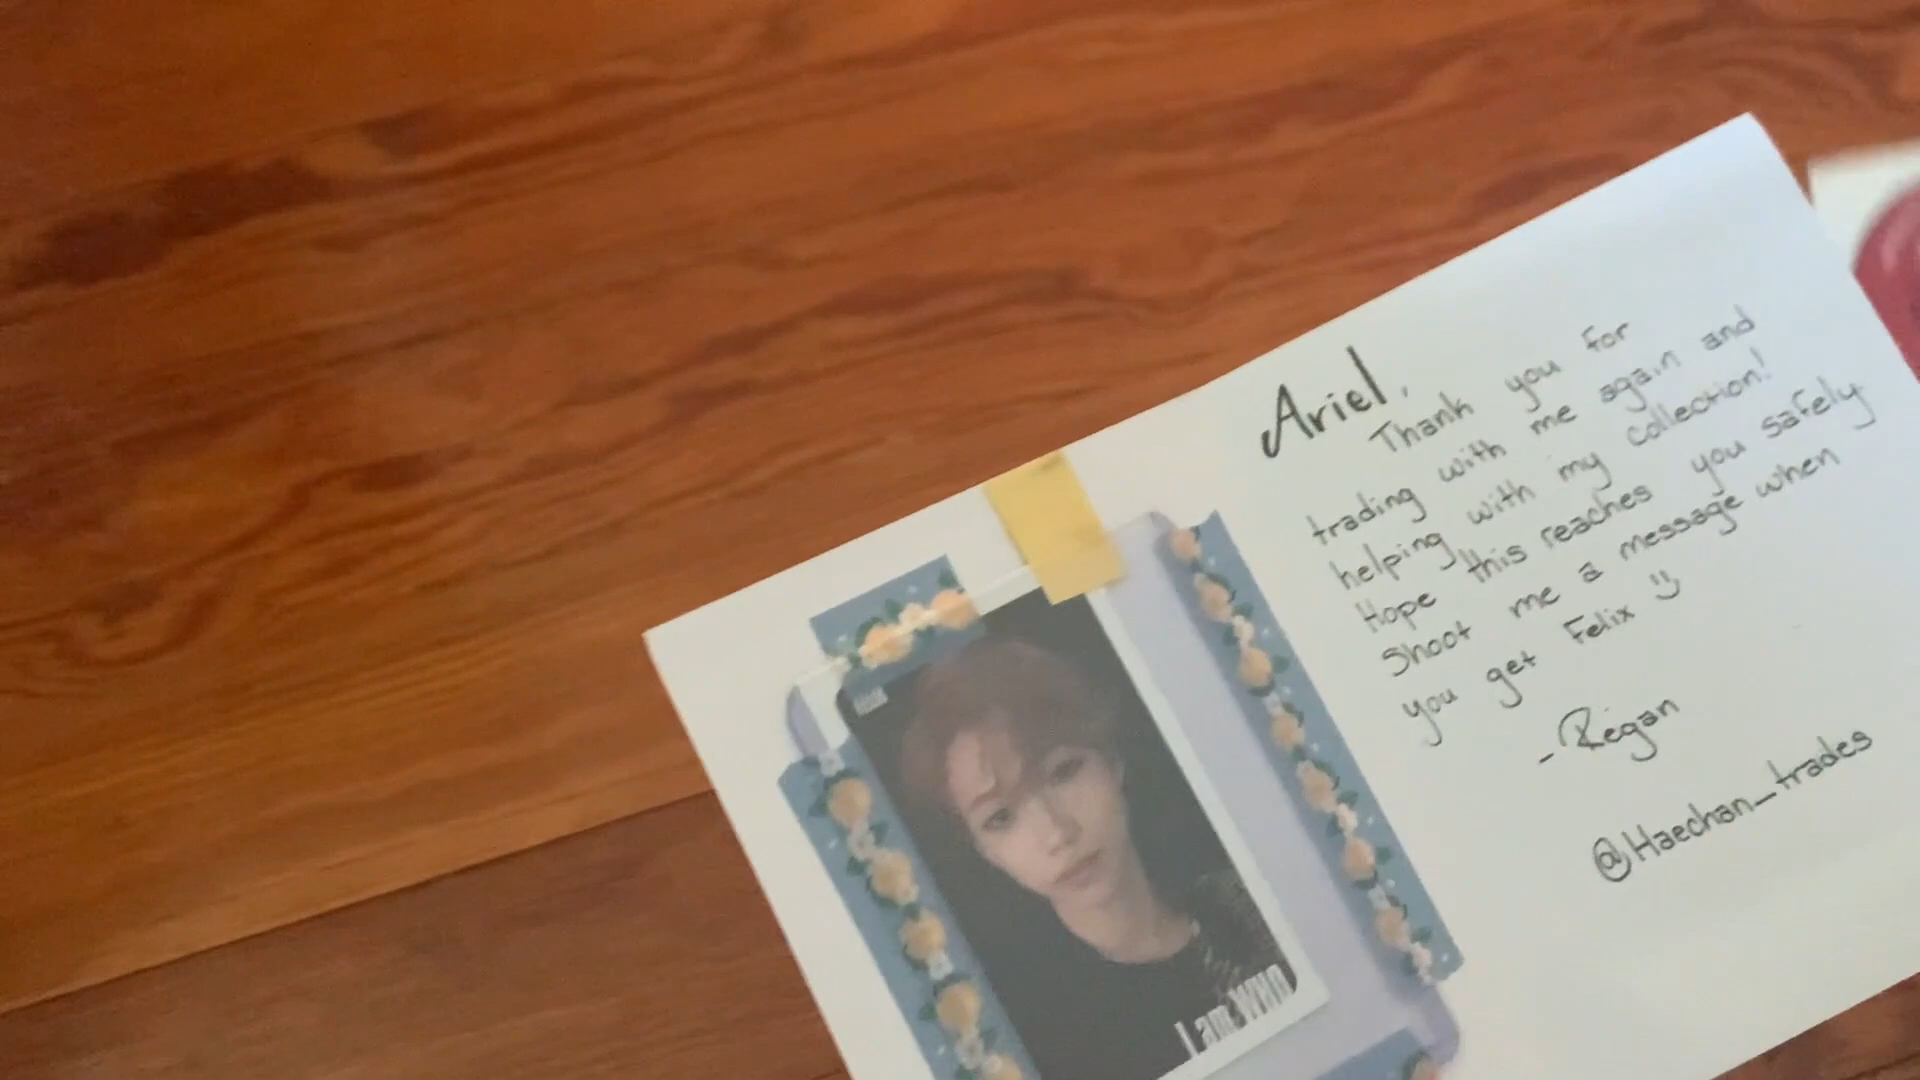 Ariel,
Thank you for
trading with me again and
helping with my collection!
Hope this reaches you safely
Shoot me a message when
you get Felix
-Regan
@Haechan_trades
I am WHO